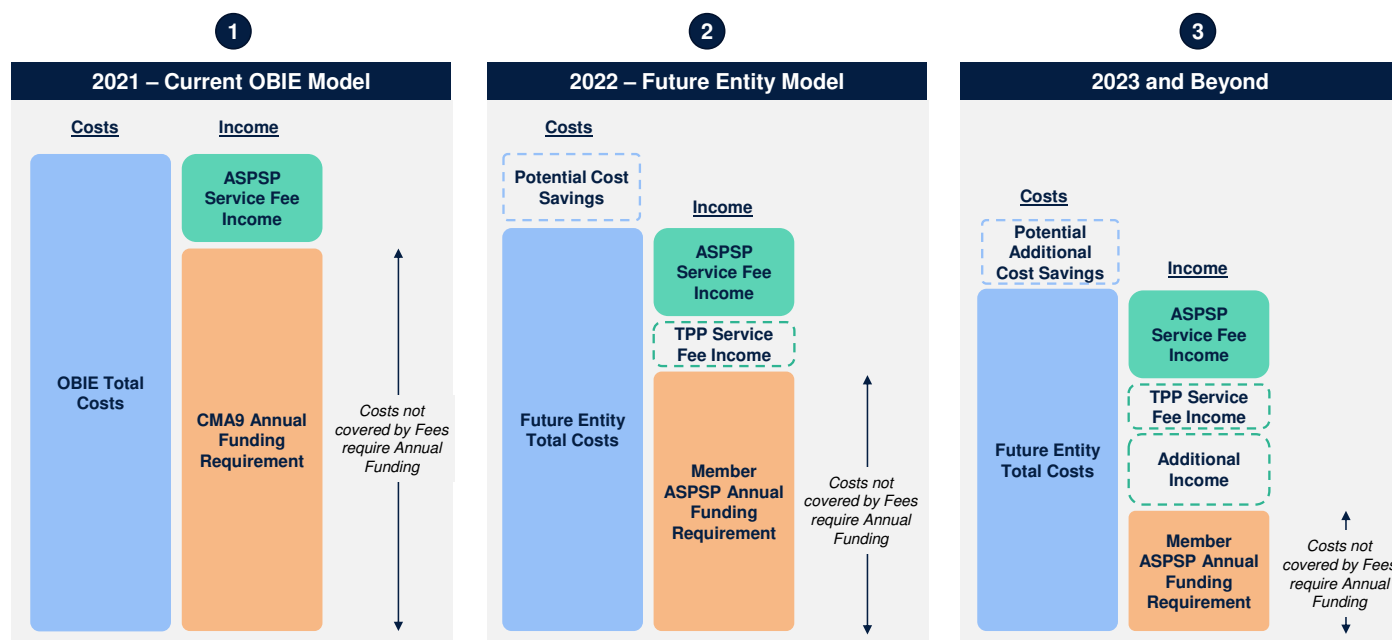 1
2021 – Current OBIE Model
Costs
Income
OBIE Total
Costs
ASPSP
Service Fee
Income
CMA9 Annual
Funding
Requirement
Costs not
covered by Fees
require Annual
Funding
2
2022 – Future Entity Model
Costs
Potential Cost
Savings
Future Entity
Total Costs
Income
ASPSP
Service Fee
Income
TPP Service
Fee Income
Member
ASPSP Annual
Funding
Requirement
Costs not
covered by Fees
require Annual
Funding
3
2023 and Beyond
Costs
Potential
Additional
Cost Savings
Future Entity
Total Costs
Income
ASPSP
Service Fee
Income
TPP Service
Fee Income
Additional
Income
Member
ASPSP Annual
Funding
Requirement
Costs not
covered by Fees
require Annual
Funding